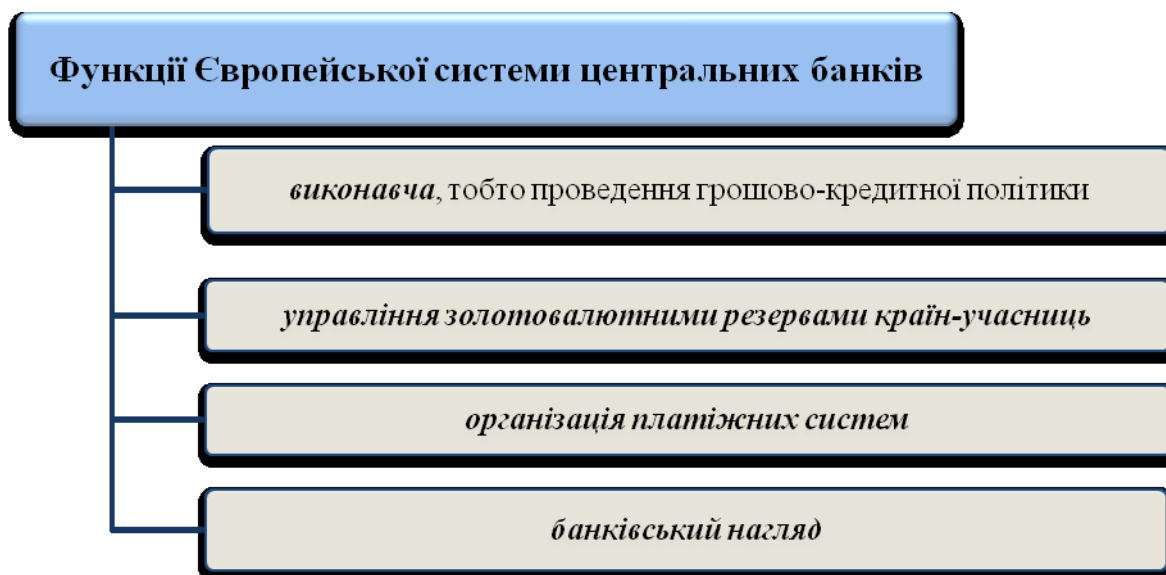 Функції Європейської системи центральних банків
виконавча, тобто проведення грошово-кредитної політики
управління золотовалютними резервами країн-учасниць
організація платіжних систем
банківський нагляд